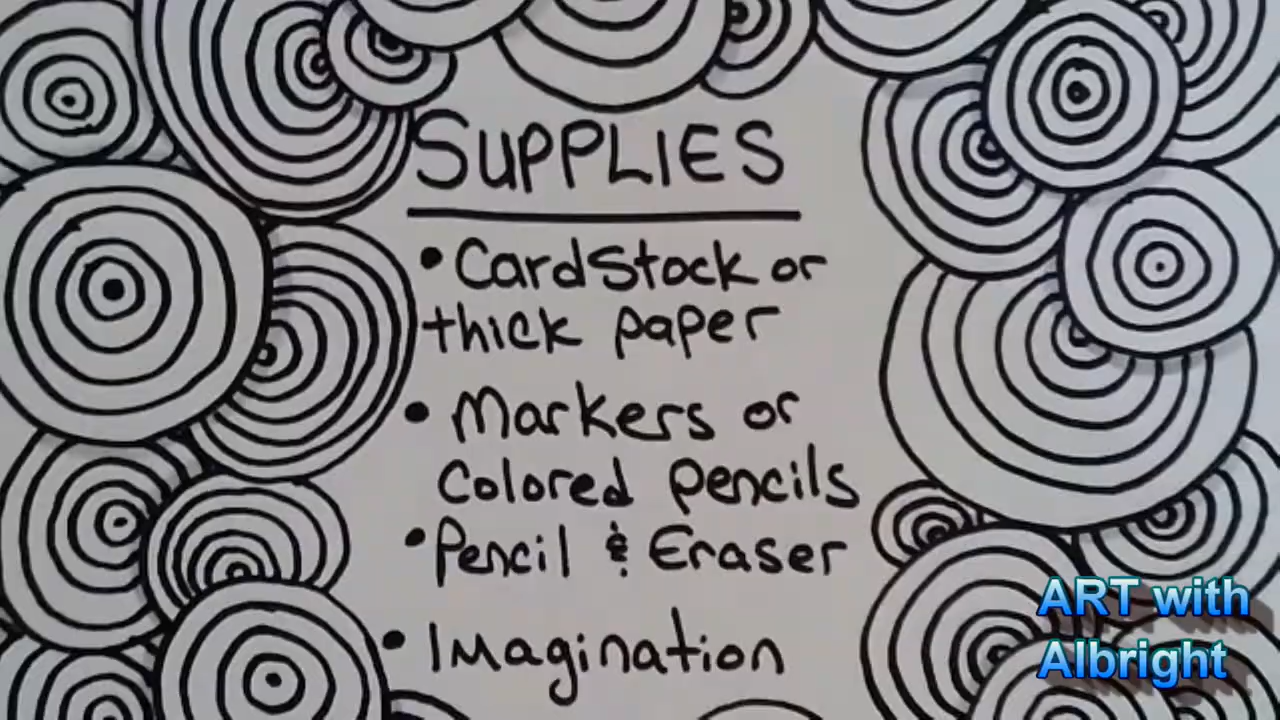 SUPPLIES
• CardStock or
thick paper
• Markers or
Colored pencils
• Pencil & Eraser
• Imagination
ART with
Albright